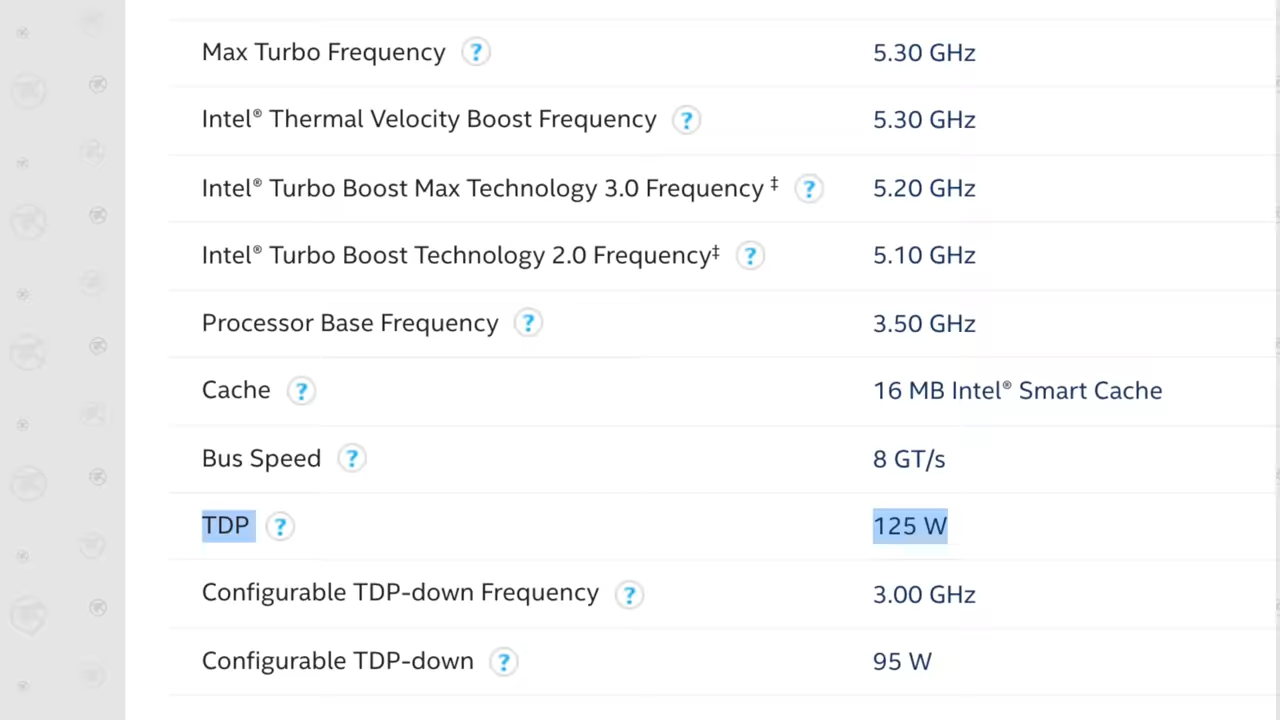 Max Turbo Frequency ? 5.30 GHz
Intel® Thermal Velocity Boost Frequency ? 5.30 GHz
Intel® Turbo Boost Max Technology 3.0 Frequency ‡ ? 5.20 GHz
Intel® Turbo Boost Technology 2.0 Frequency‡ ? 5.10 GHz
Processor Base Frequency ? 3.50 GHz
Cache ? 16 MB Intel® Smart Cache
Bus Speed ? 8 GT/s
TDP ? 125 W
Configurable TDP-down Frequency ? 3.00 GHz
Configurable TDP-down ? 95 W